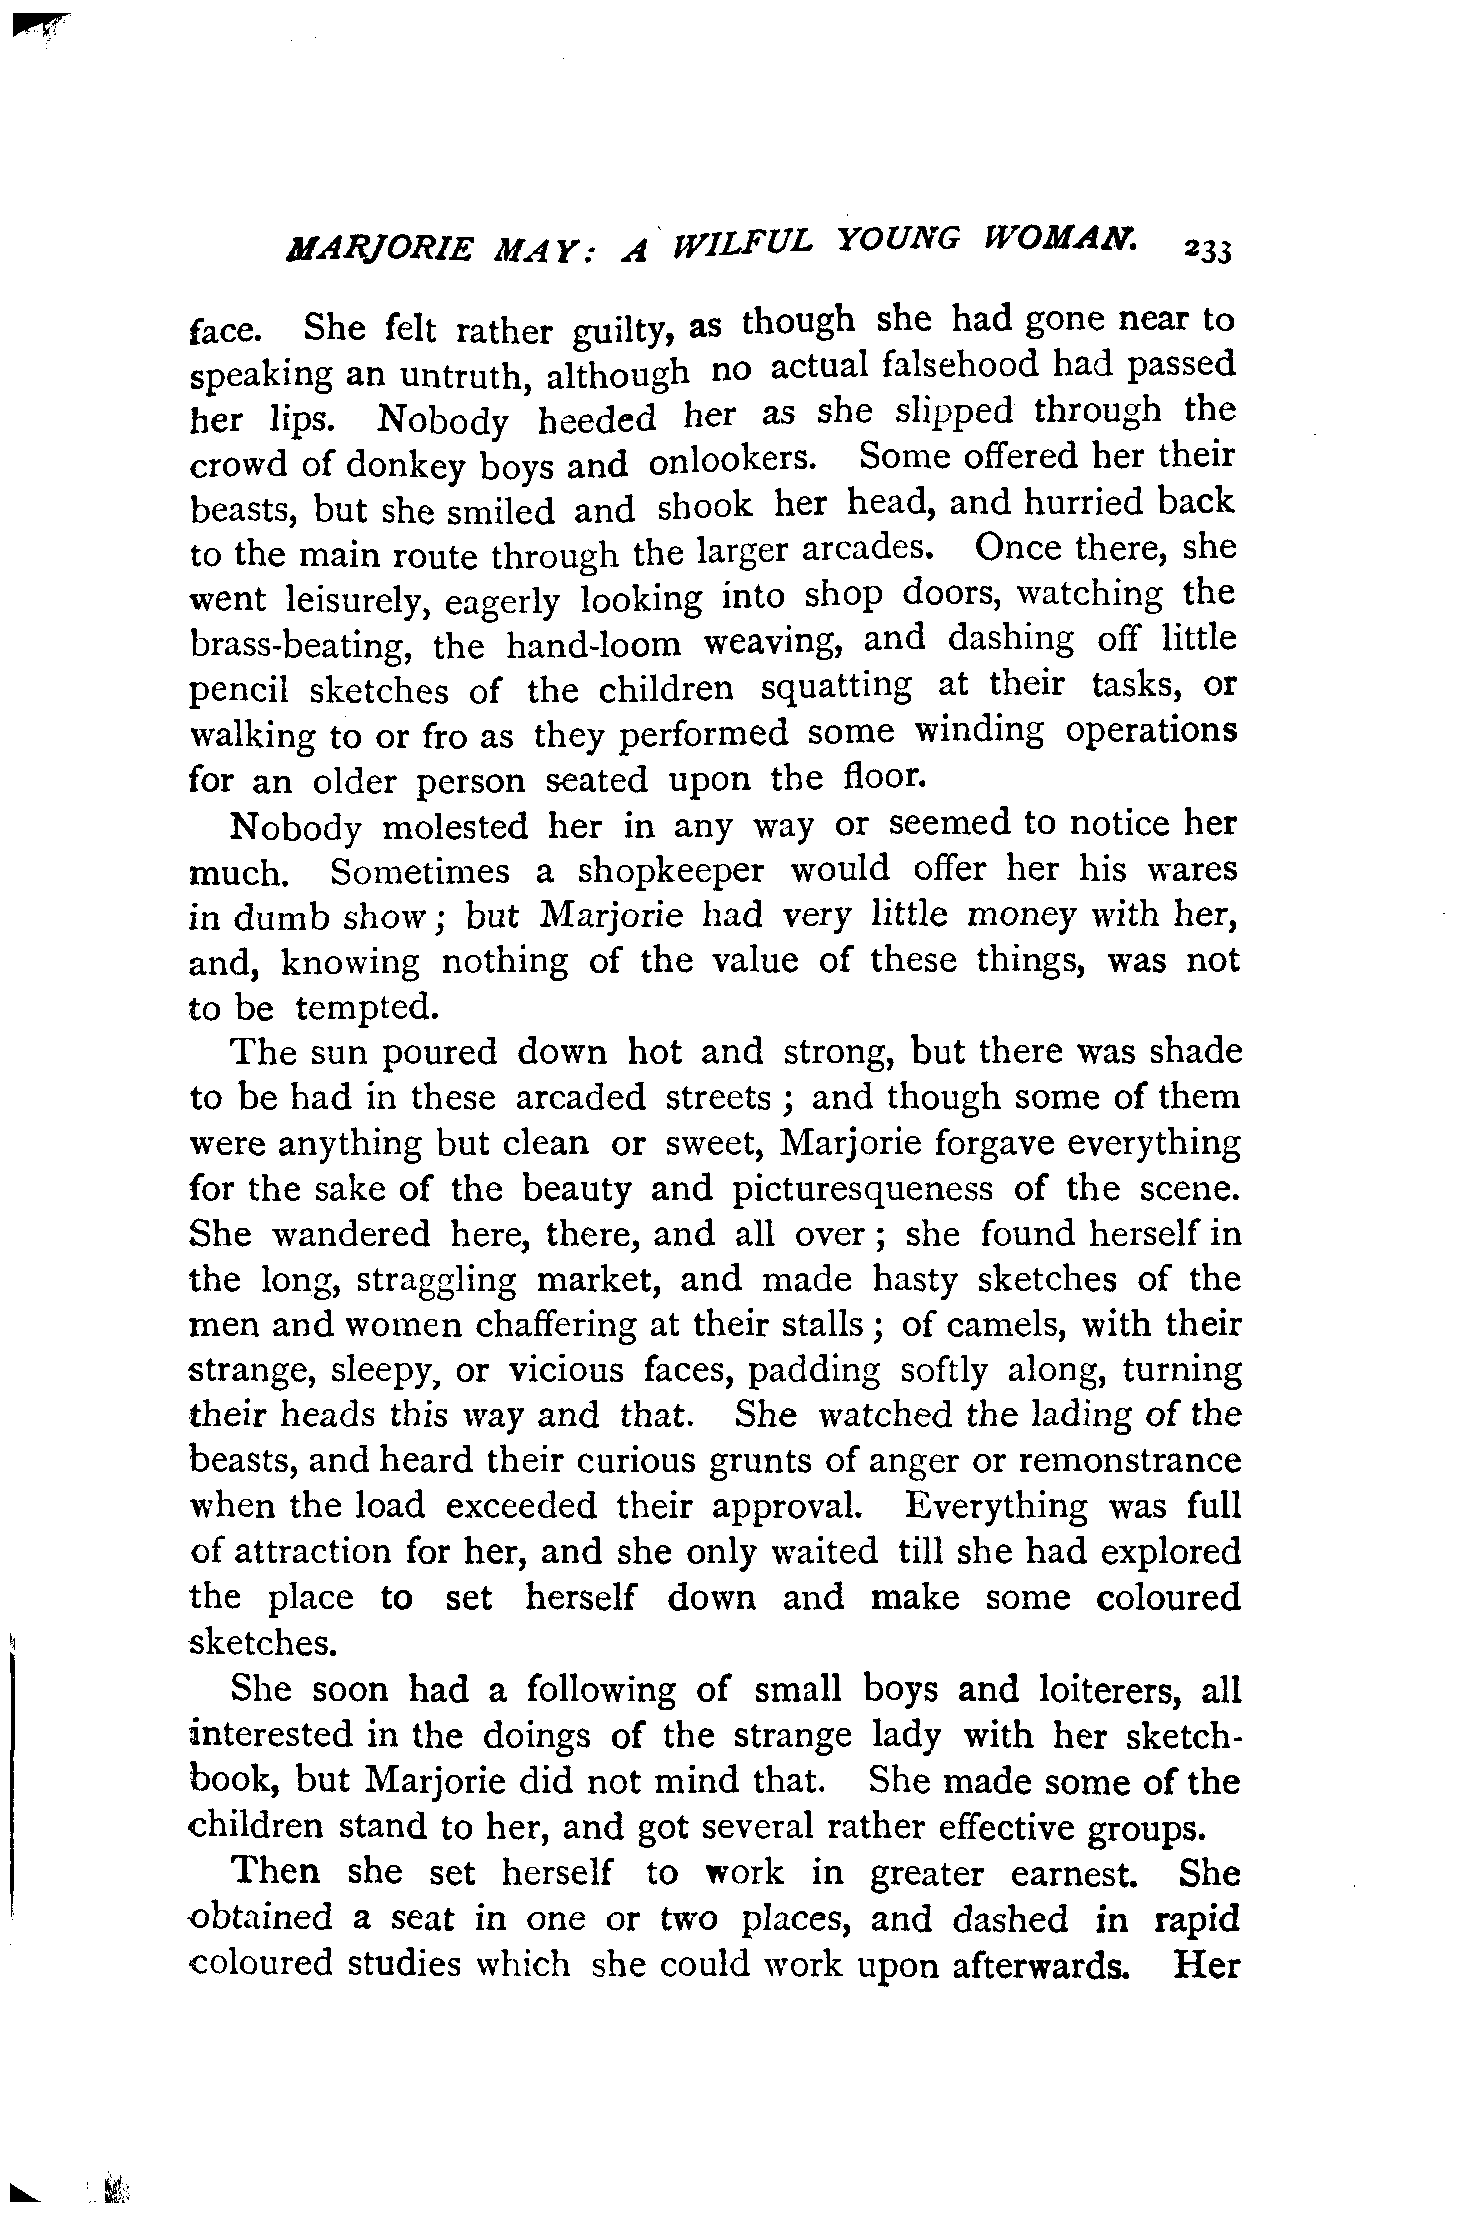 MARJORIE MAY: A WILFUL YOUNG WOMAN. 233
face. She felt rather guilty, as though she had gone near to
speaking an untruth, although no actual falsehood had passed
her lips. Nobody heeded her as she slipped through the
crowd of donkey boys and onlookers. Some offered her their
beasts, but she smiled and shook her head, and hurried back
to the main route through the larger arcades. Once there, she
went leisurely, eagerly looking into shop doors, watching the
brass-beating, the hand-loom weaving, and dashing off little
pencil sketches of the children squatting at their tasks, or
walking to or fro as they performed some winding operations
for an older person seated upon the floor.
Nobody molested her in any way or seemed to notice her
much. Sometimes a shopkeeper would offer her his wares
in dumb show; but Marjorie had very little money with her,
and, knowing nothing of the value of these things, was not
to be tempted.
The sun poured down hot and strong, but there was shade
to be had in these arcaded streets; and though some of them
were anything but clean or sweet, Marjorie forgave everything
for the sake of the beauty and picturesqueness of the scene.
She wandered here, there, and all over; she found herself in
the long, straggling market, and made hasty sketches of the
men and women chaffering at their stalls; of camels, with their
strange, sleepy, or vicious faces, padding softly along, turning
their heads this way and that. She watched the lading of the
beasts, and heard their curious grunts of anger or remonstrance
when the load exceeded their approval. Everything was full
of attraction for her, and she only waited till she had explored
the place to set herself down and make some coloured
sketches.
She soon had a following of small boys and loiterers, all
interested in the doings of the strange lady with her sketch-
book, but Marjorie did not mind that. She made some of the
children stand to her, and got several rather effective groups.
Then she set herself to work in greater earnest. She
obtained a seat in one or two places, and dashed in rapid
coloured studies which she could work upon afterwards. Her